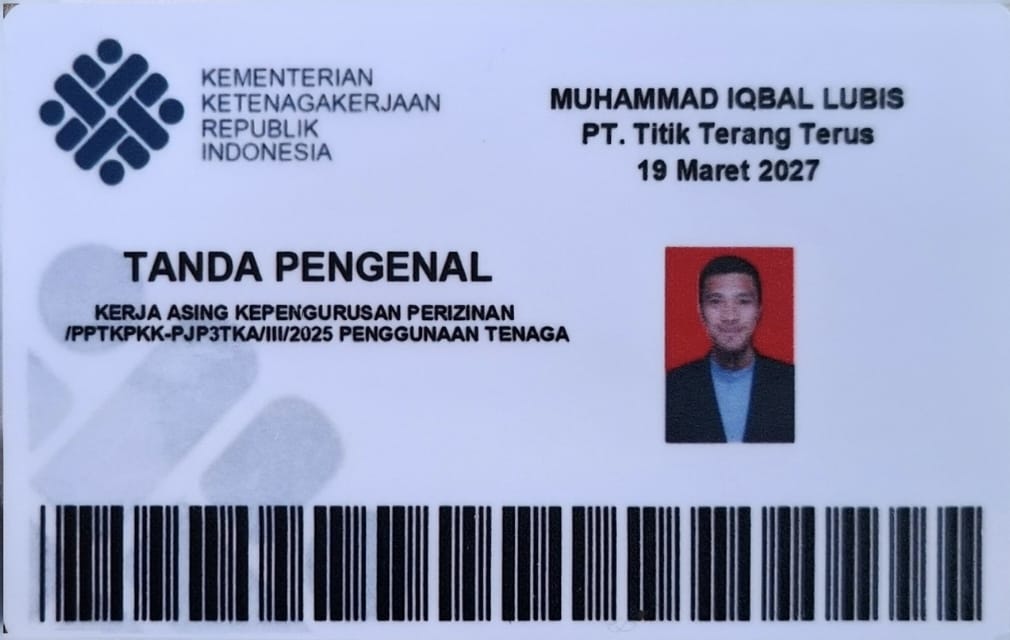 KEMENTERIAN
KETENAGAKERJAAN
REPUBLIK
INDONESIA
MUHAMMAD IQBAL LUBIS
PT. Titik Terang Terus
19 Maret 2027
TANDA PENGENAL
KERJA ASING KEPENGURUSAN PERIZINAN
/PPTKPKK-PJP3TKA/III/2025 PENGGUNAAN TENAGA